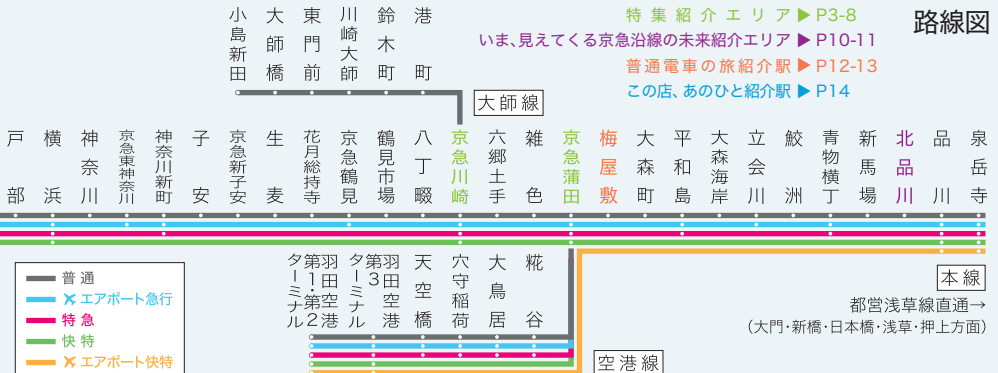 路線図
特集紹介エリア▶P3-8
いま、見えてくる京急沿線の未来紹介エリア▶P10-11
普通電車の旅紹介駅▶P12-13
この店、あのひと紹介駅▶P14
小島新田
大師橋
東門前
川崎大師
鈴木町
港町
大師線
戸部
横浜
神奈川
京急東神奈川
神奈川新町
子安
京急新子安
生麦
花月総持寺
京急鶴見
鶴見市場
八丁畷
京急川崎
六郷土手
雑色
京急蒲田
梅屋敷
大森町
平和島
大森海岸
立会川
鮫洲
青物横丁
新馬場
北品川
品川
泉岳寺
羽田空港
第1・第2
ターミナル
羽田空港
第3
ターミナル
天空橋
穴守稲荷
大鳥居
糀谷
空港線
本線
都営浅草線直通→
（大門・新橋・日本橋・浅草・押上方面）
普通
エアポート急行
特急
快特
エアポート快特